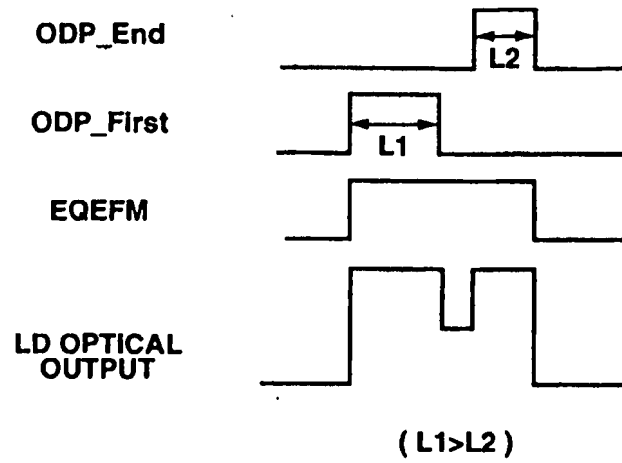 ODP_End
L2
ODP_First
L1
EQEFM
LD OPTICAL
OUTPUT
( L1>L2 )